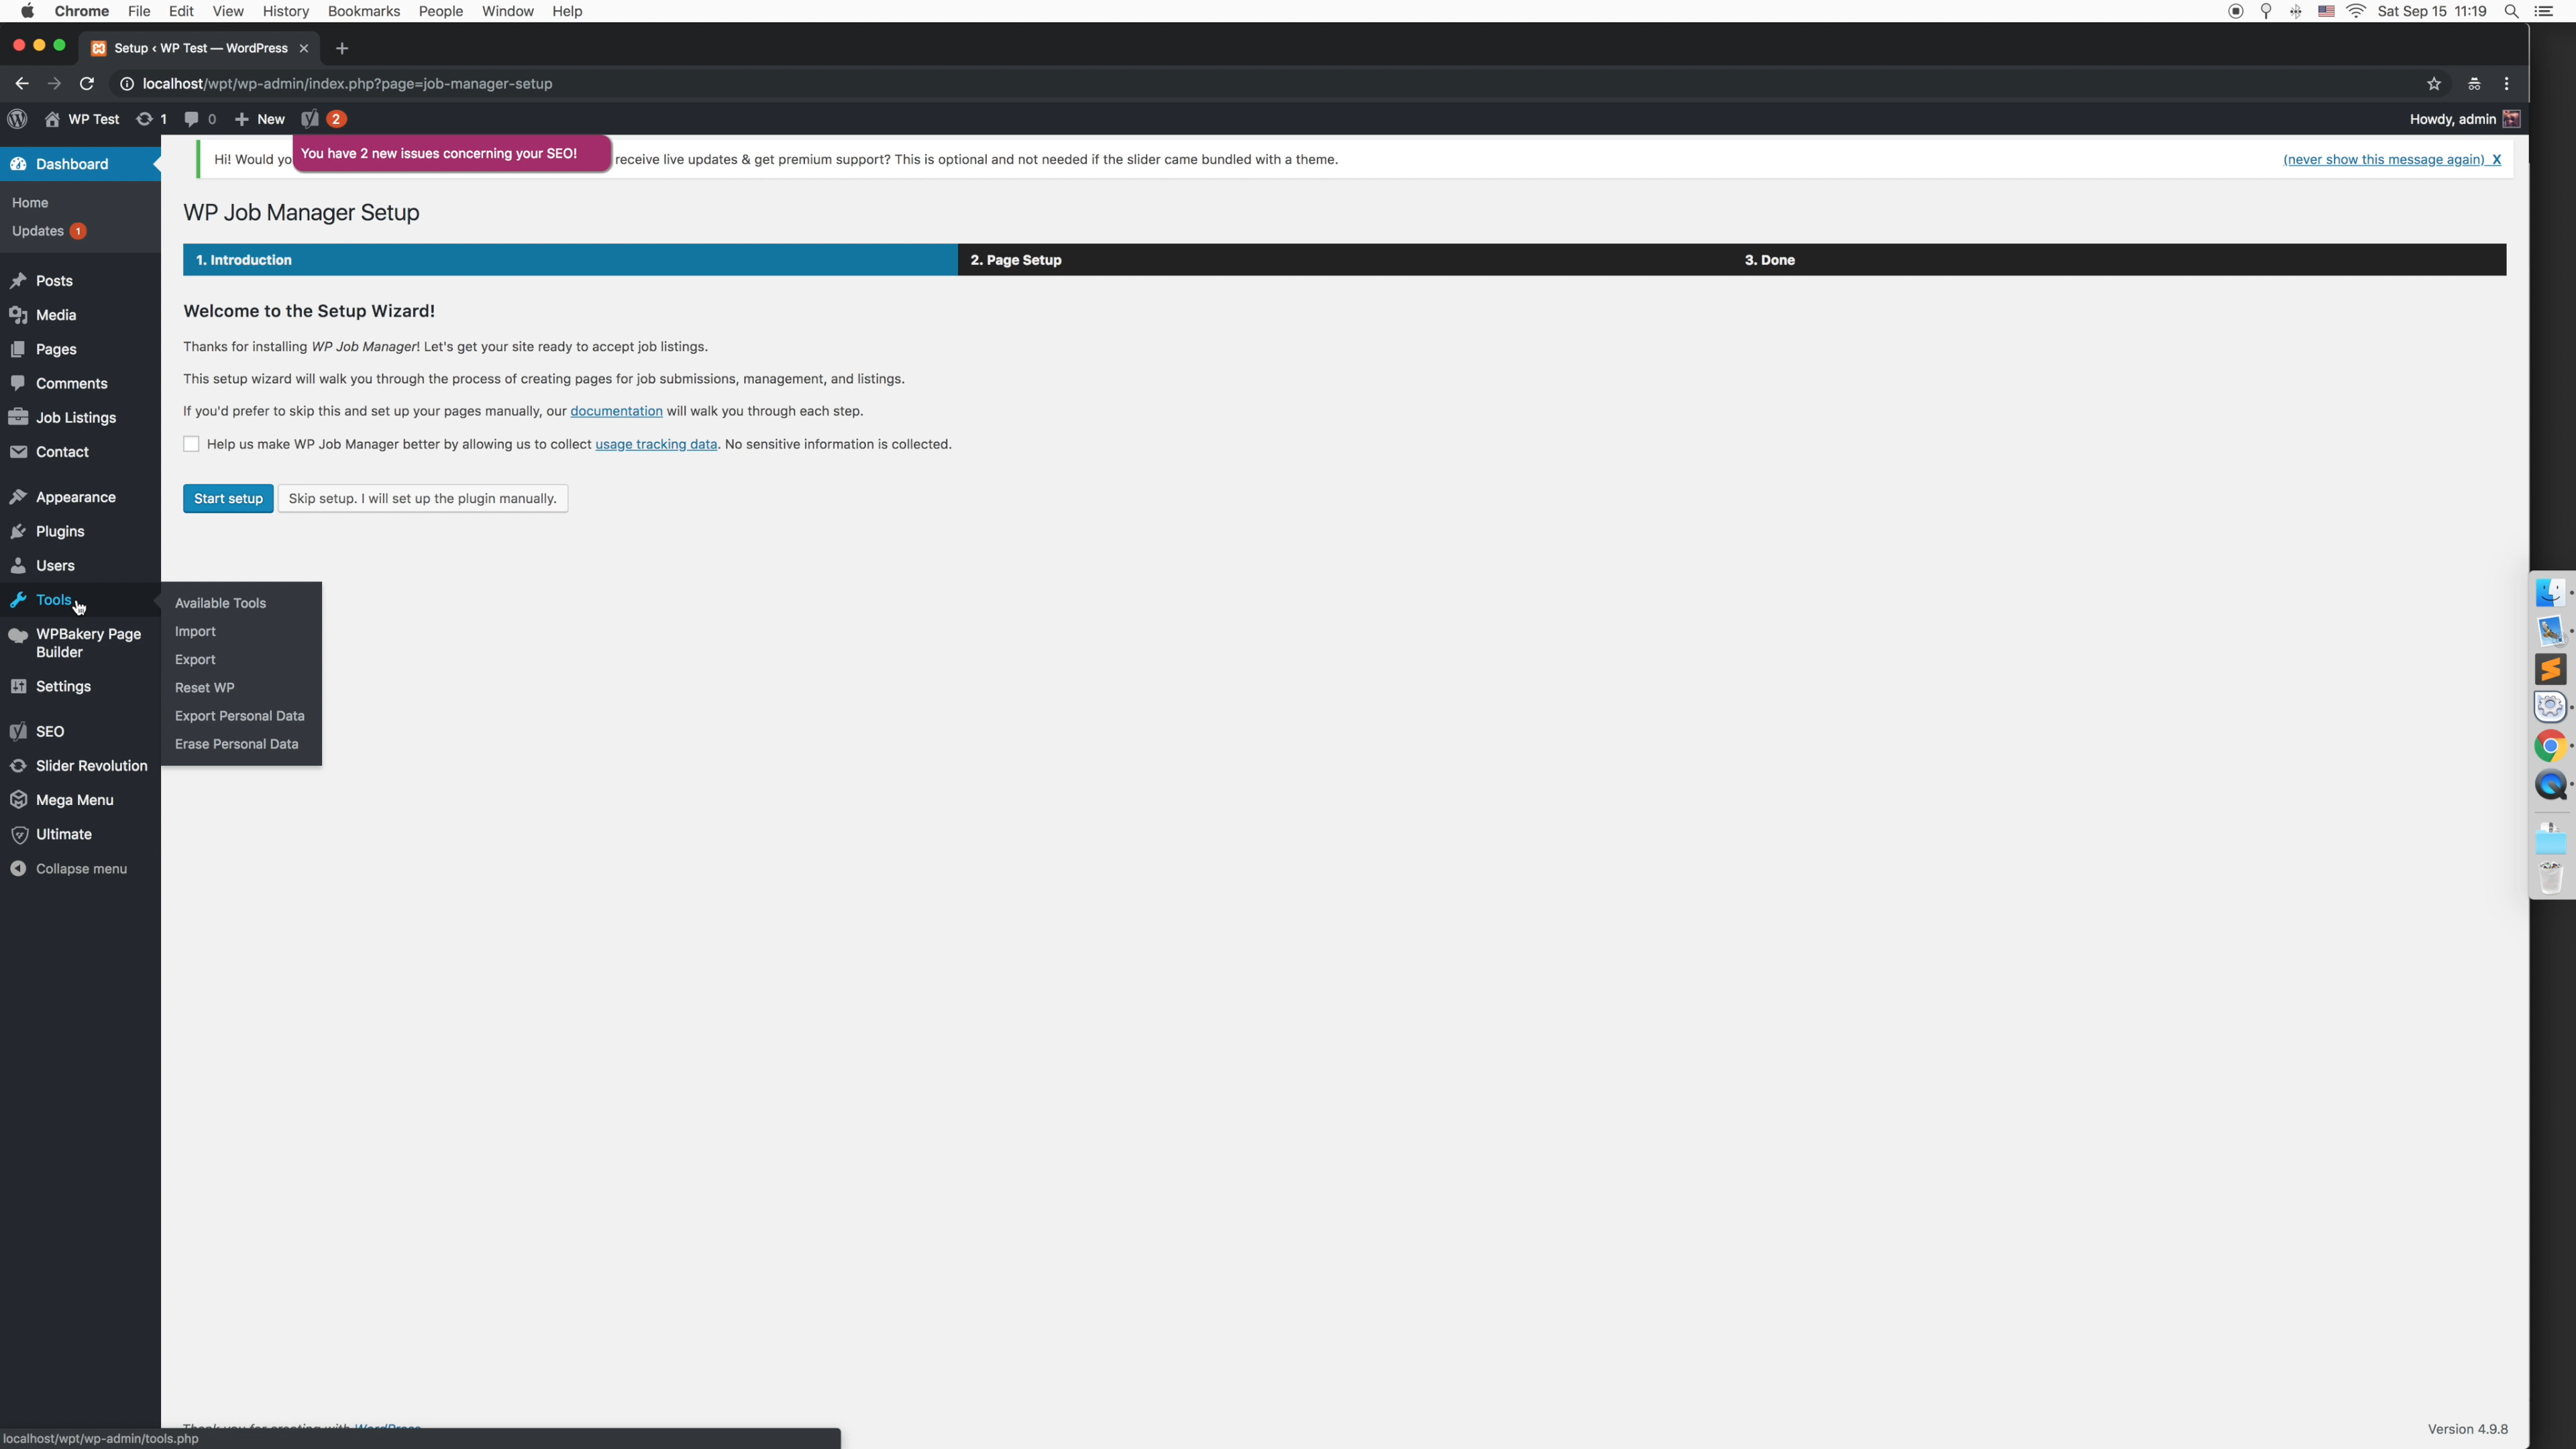 Chrome File Edit View History Bookmarks People Window Help
Sat Sep 15 11:19
Setup ‹ WP Test — WordPress
localhost/wpt/wp-admin/index.php?page=job-manager-setup
WP Test 1 0 New 2
Howdy, admin
Hi! Would yo
You have 2 new issues concerning your SEO!
receive live updates & get premium support? This is optional and not needed if the slider came bundled with a theme.
(never show this message again) X
Dashboard
Home
Updates 1
Posts
Media
Pages
Comments
Job Listings
Contact
Appearance
Plugins
Users
Tools
WPBakery Page
Builder
Settings
SEO
Slider Revolution
Mega Menu
Ultimate
Collapse menu
Available Tools
Import
Export
Reset WP
Export Personal Data
Erase Personal Data
WP Job Manager Setup
1. Introduction
2. Page Setup
3. Done
Welcome to the Setup Wizard!
Thanks for installing WP Job Manager! Let's get your site ready to accept job listings.
This setup wizard will walk you through the process of creating pages for job submissions, management, and listings.
If you'd prefer to skip this and set up your pages manually, our documentation will walk you through each step.
Help us make WP Job Manager better by allowing us to collect usage tracking data. No sensitive information is collected.
Start setup
Skip setup. I will set up the plugin manually.
Version 4.9.8
localhost/wpt/wp-admin/tools.php